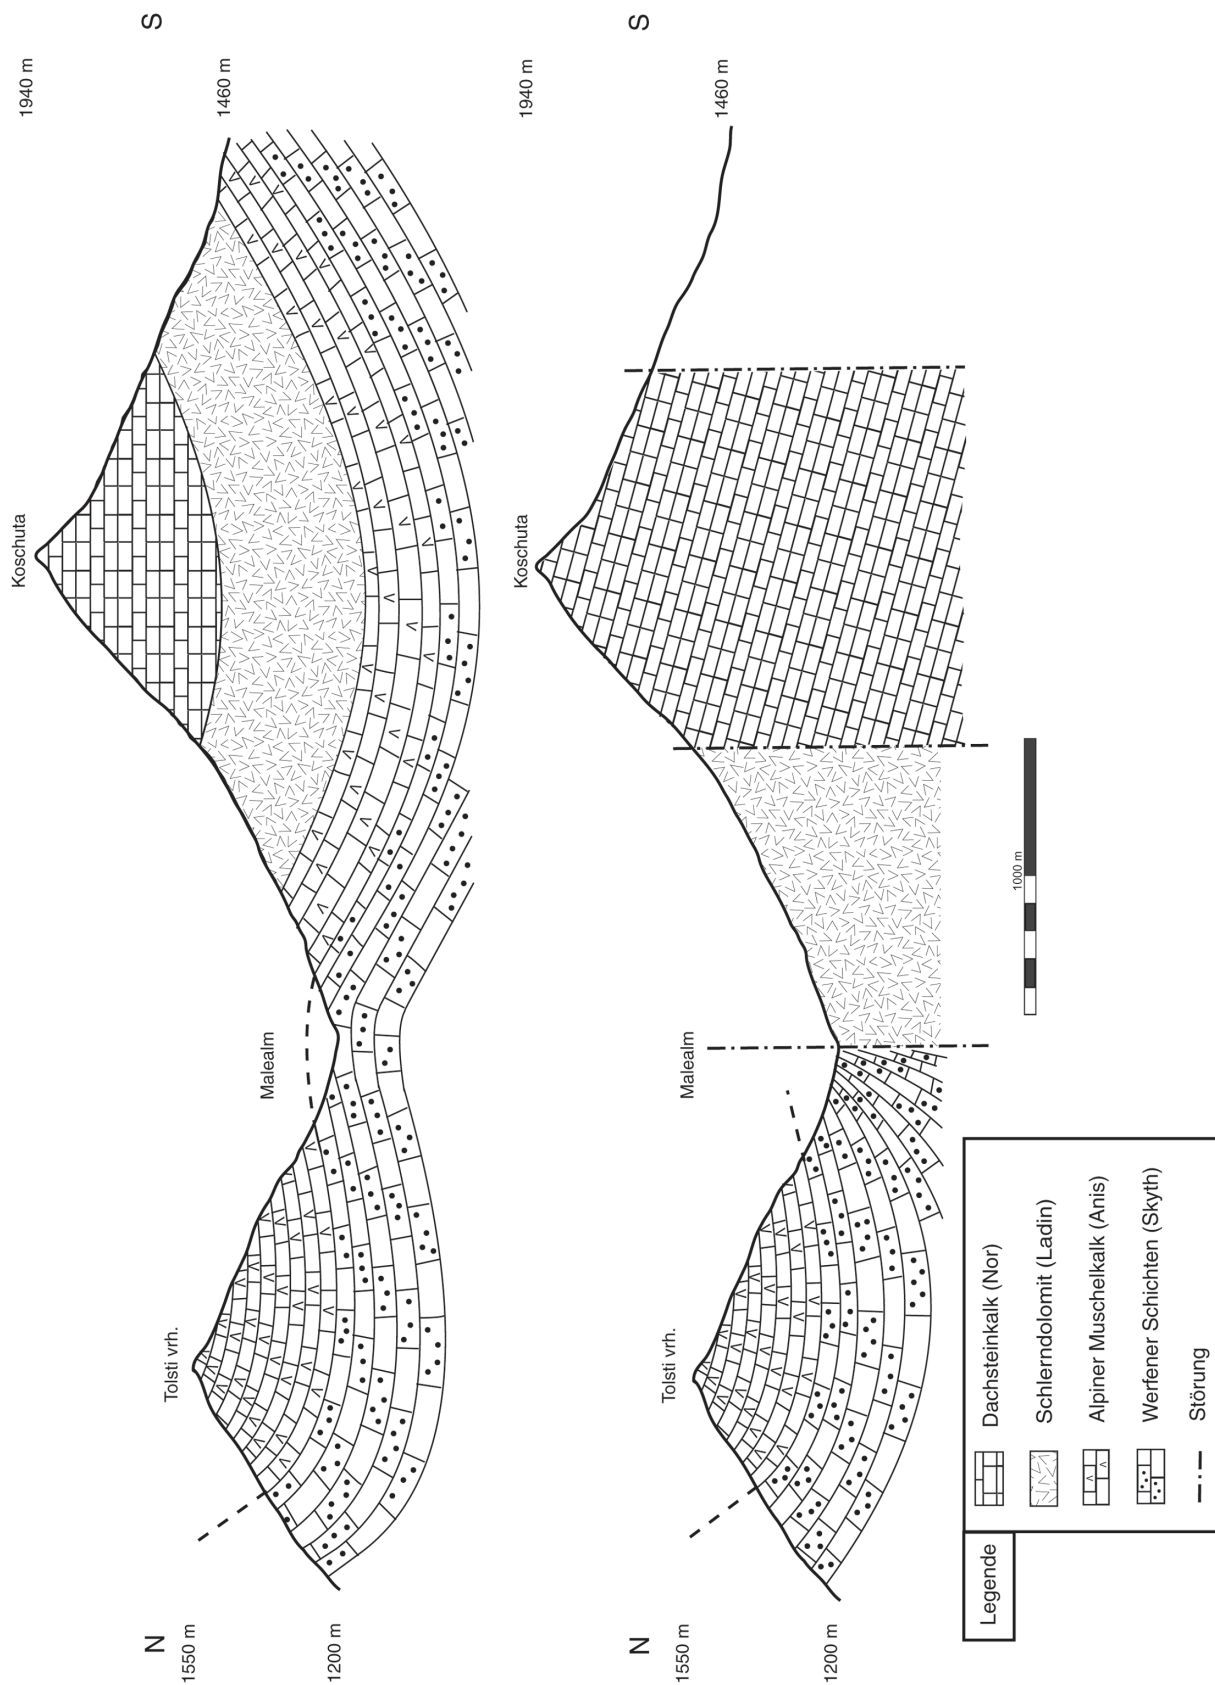 N
S
1550 m
1200 m
Tolsti vrh.
Malealm
Koschuta
1940 m
1460 m
N
S
1550 m
1200 m
Tolsti vrh.
Malealm
Koschuta
1940 m
1460 m
1000 m
Legende
Dachsteinkalk (Nor)
Schlerndolomit (Ladin)
Alpiner Muschelkalk (Anis)
Werfener Schichten (Skyth)
Störung